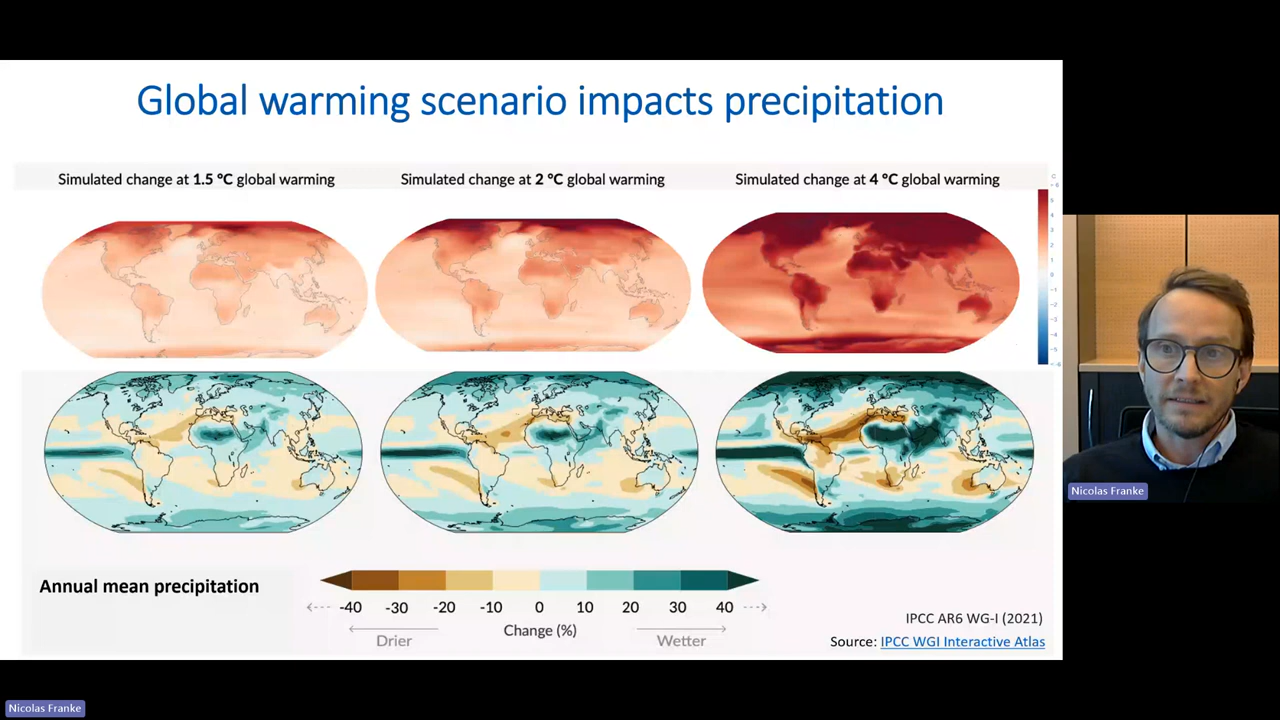 Global warming scenario impacts precipitation
Simulated change at 1.5 °C global warming
Simulated change at 2 °C global warming
Simulated change at 4 °C global warming
Annual mean precipitation
-40 -30 -20 -10 0 10 20 30 40
Drier
Change (%)
Wetter
IPCC AR6 WG-I (2021)
Source: IPCC WGI Interactive Atlas
Nicolas Franke
Nicolas Franke